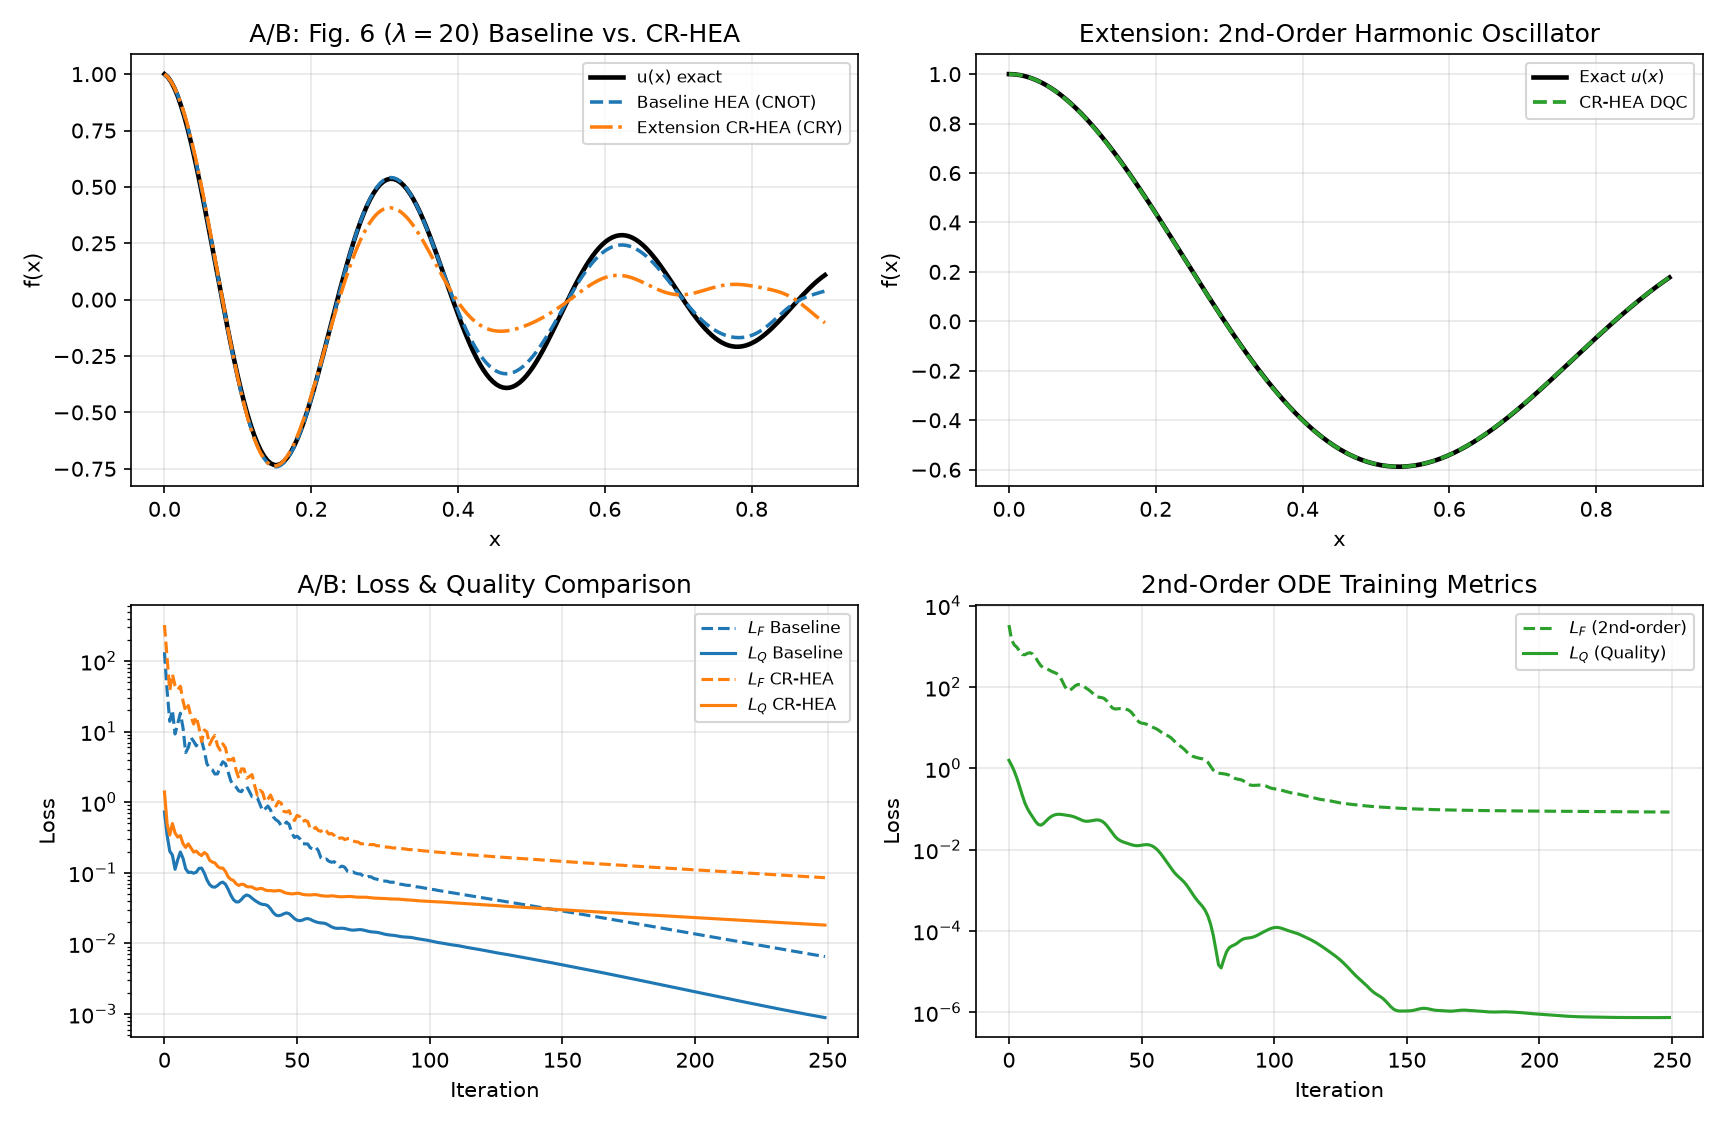 A/B: Fig. 6 (λ = 20) Baseline vs. CR-HEA
1.00
0.75
0.50
0.25
0.00
−0.25
−0.50
−0.75
f(x)
u(x) exact
Baseline HEA (CNOT)
Extension CR-HEA (CRY)
0.0 0.2 0.4 0.6 0.8
x
Extension: 2nd-Order Harmonic Oscillator
1.0
0.8
0.6
0.4
0.2
0.0
−0.2
−0.4
−0.6
f(x)
Exact u(x)
CR-HEA DQC
0.0 0.2 0.4 0.6 0.8
x
A/B: Loss & Quality Comparison
10^2
10^1
10^0
10^−1
10^−2
10^−3
Loss
L_F Baseline
L_Q Baseline
L_F CR-HEA
L_Q CR-HEA
0 50 100 150 200 250
Iteration
2nd-Order ODE Training Metrics
10^4
10^2
10^0
10^−2
10^−4
10^−6
Loss
L_F (2nd-order)
L_Q (Quality)
0 50 100 150 200 250
Iteration